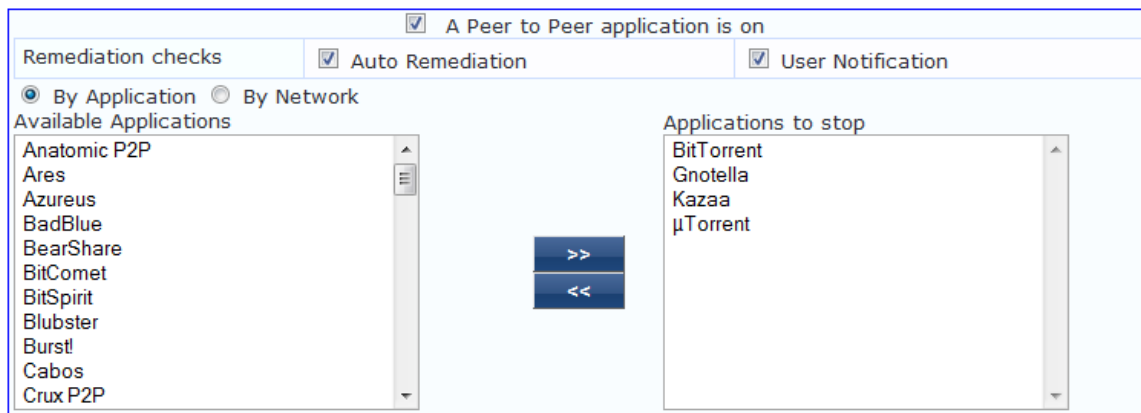 A Peer to Peer application is on
Remediation checks
Auto Remediation
User Notification
By Application
By Network
Available Applications
Anatomic P2P
Ares
Azureus
BadBlue
BearShare
BitComet
BitSpirit
Blubster
Burst!
Cabos
Crux P2P
>>
<<
Applications to stop
BitTorrent
Gnotella
Kazaa
µTorrent